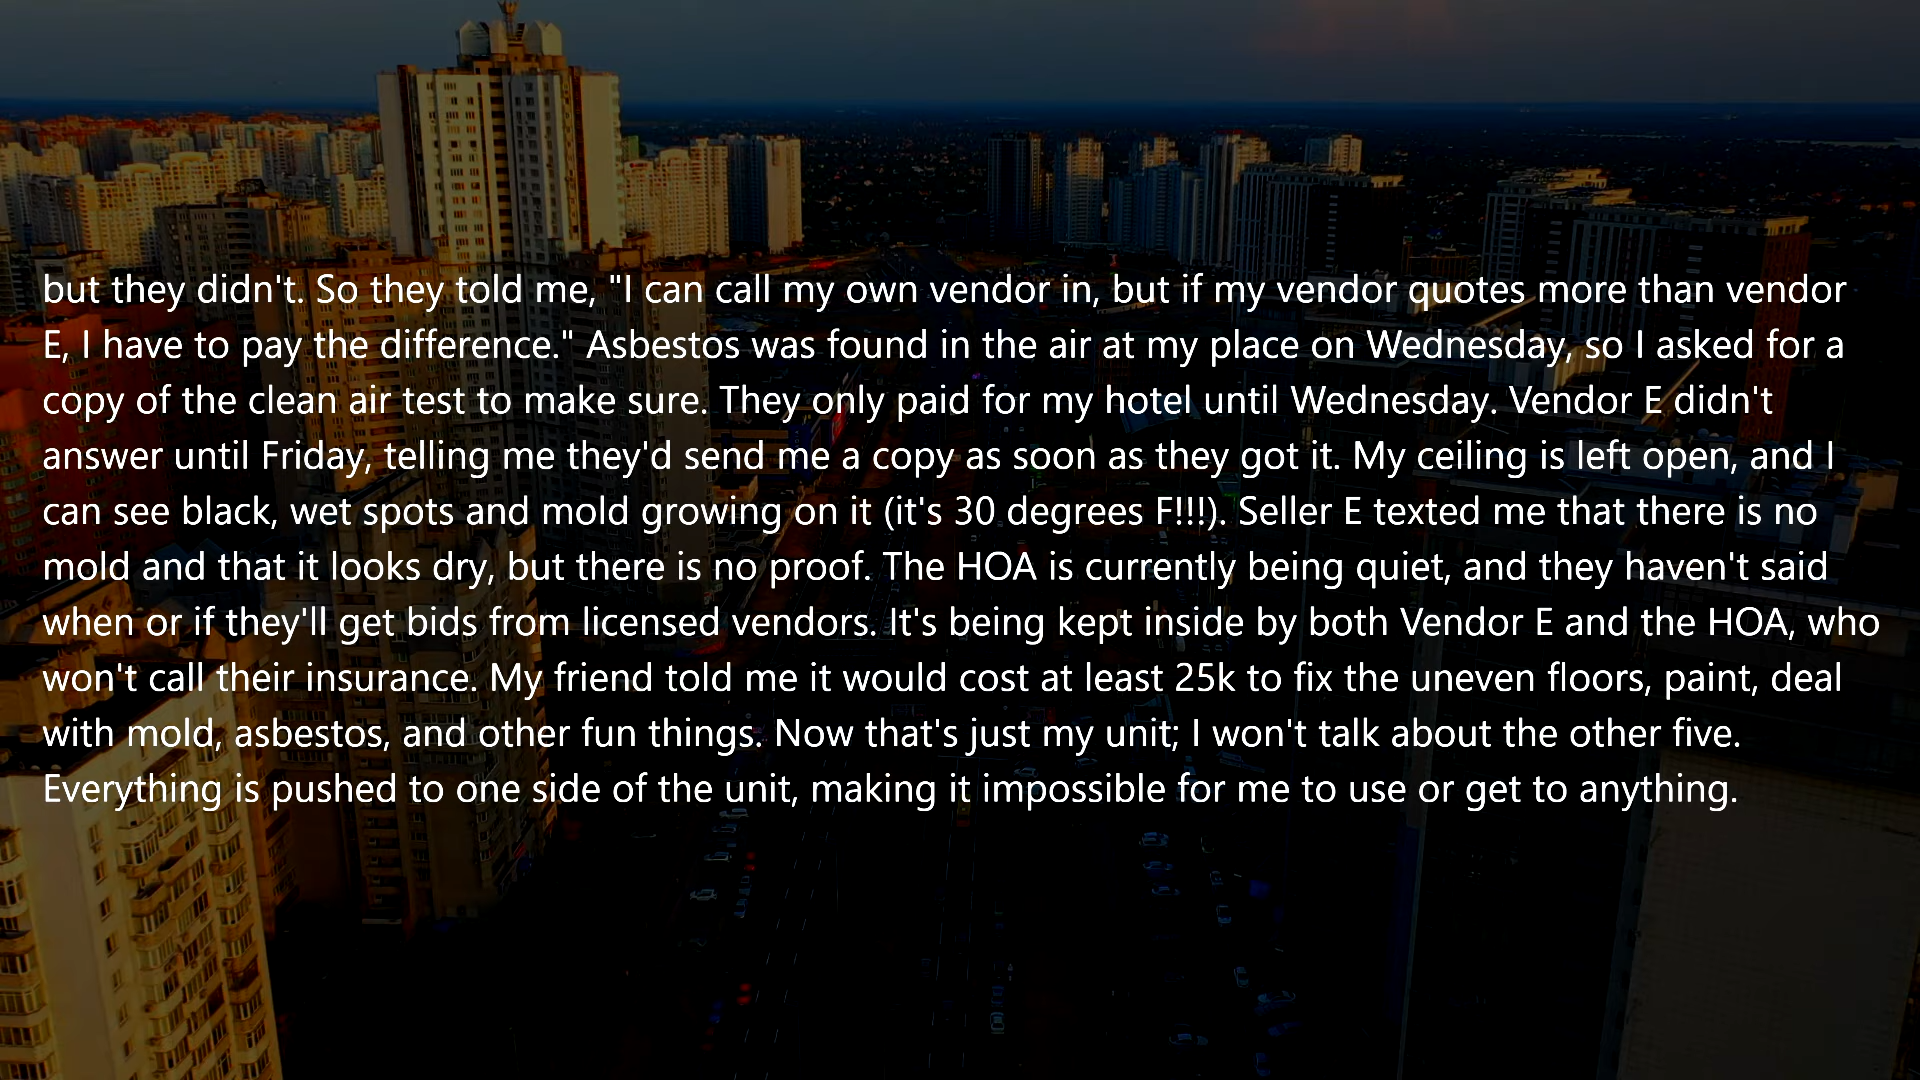 but they didn't. So they told me, "I can call my own vendor in, but if my vendor quotes more than vendor
E, I have to pay the difference." Asbestos was found in the air at my place on Wednesday, so I asked for a
copy of the clean air test to make sure. They only paid for my hotel until Wednesday. Vendor E didn't
answer until Friday, telling me they'd send me a copy as soon as they got it. My ceiling is left open, and I
can see black, wet spots and mold growing on it (it's 30 degrees F!!!). Seller E texted me that there is no
mold and that it looks dry, but there is no proof. The HOA is currently being quiet, and they haven't said
when or if they'll get bids from licensed vendors. It's being kept inside by both Vendor E and the HOA, who
won't call their insurance. My friend told me it would cost at least 25k to fix the uneven floors, paint, deal
with mold, asbestos, and other fun things. Now that's just my unit; I won't talk about the other five.
Everything is pushed to one side of the unit, making it impossible for me to use or get to anything.